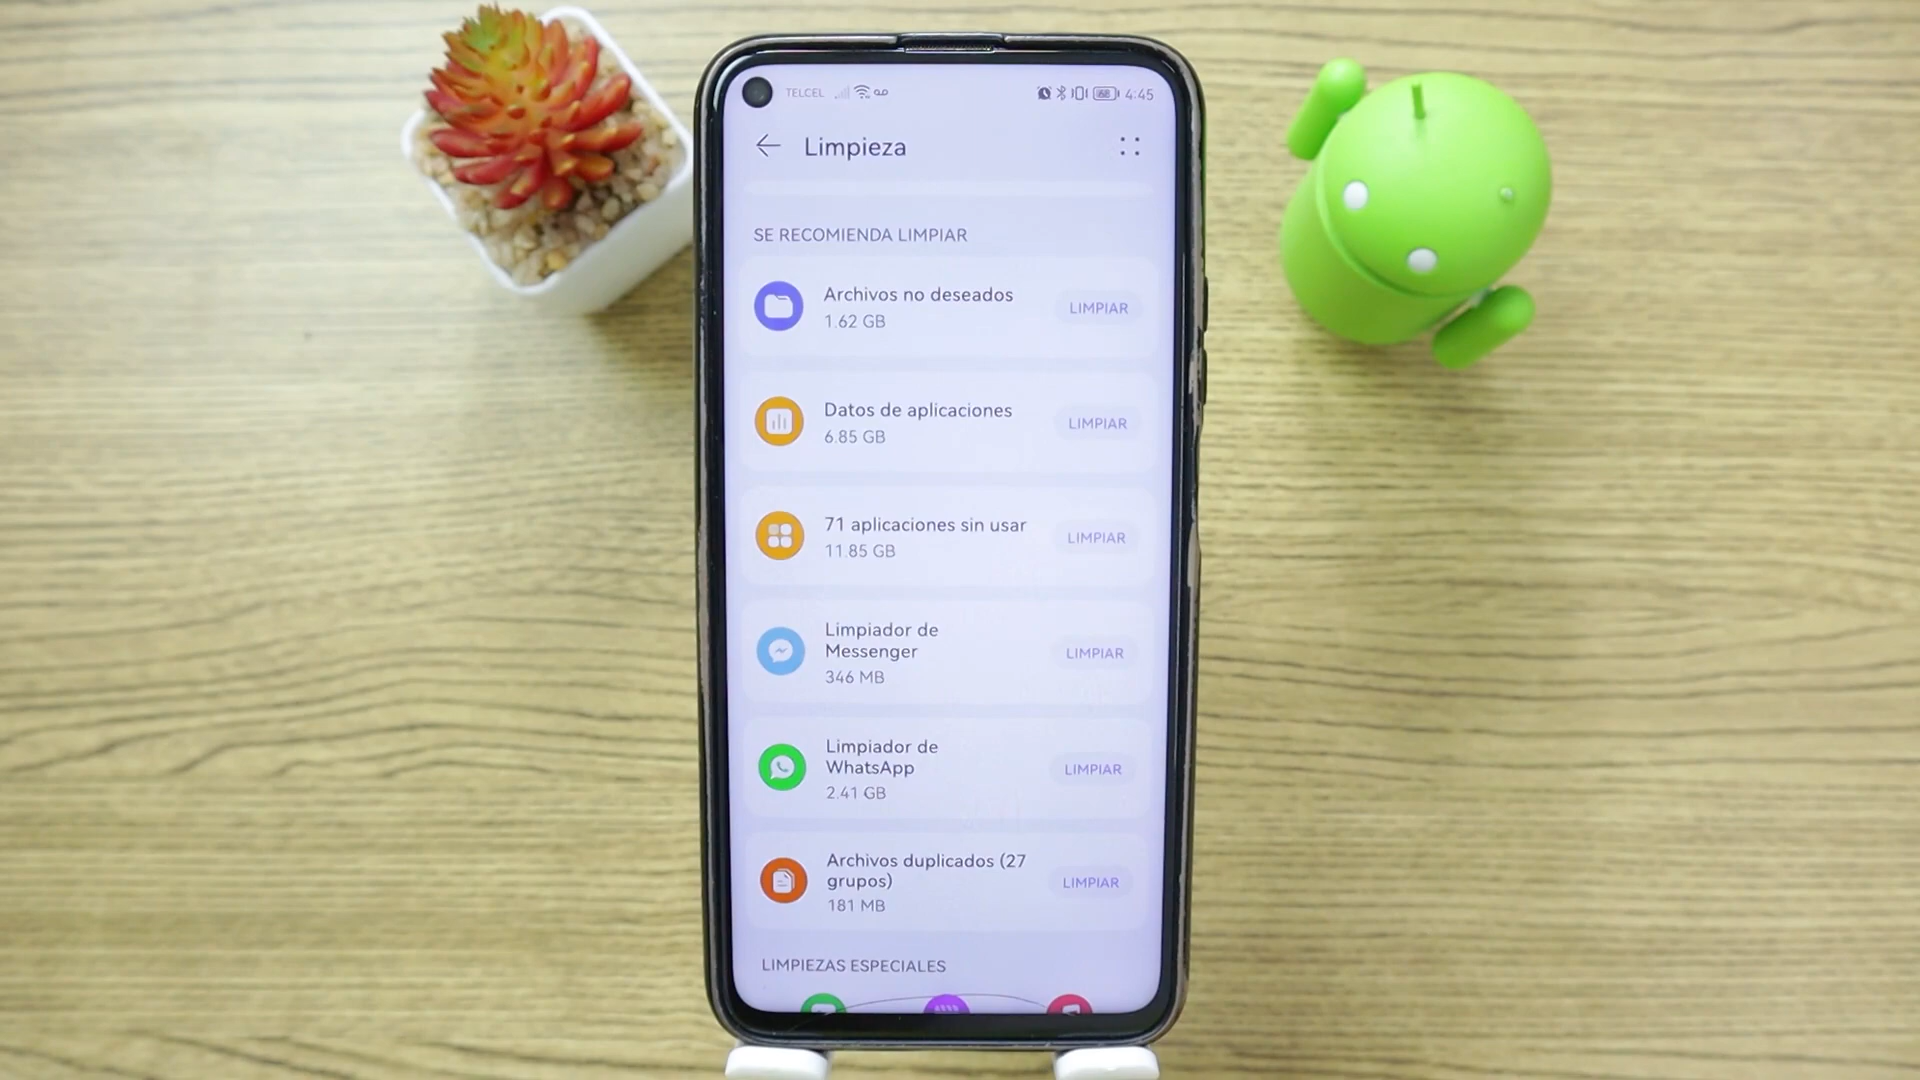 TELCEL
4:45
Limpieza
SE RECOMIENDA LIMPIAR
Archivos no deseados
1.62 GB
LIMPIAR
Datos de aplicaciones
6.85 GB
LIMPIAR
71 aplicaciones sin usar
11.85 GB
LIMPIAR
Limpiador de
Messenger
346 MB
LIMPIAR
Limpiador de
WhatsApp
2.41 GB
LIMPIAR
Archivos duplicados (27
grupos)
181 MB
LIMPIAR
LIMPIEZAS ESPECIALES